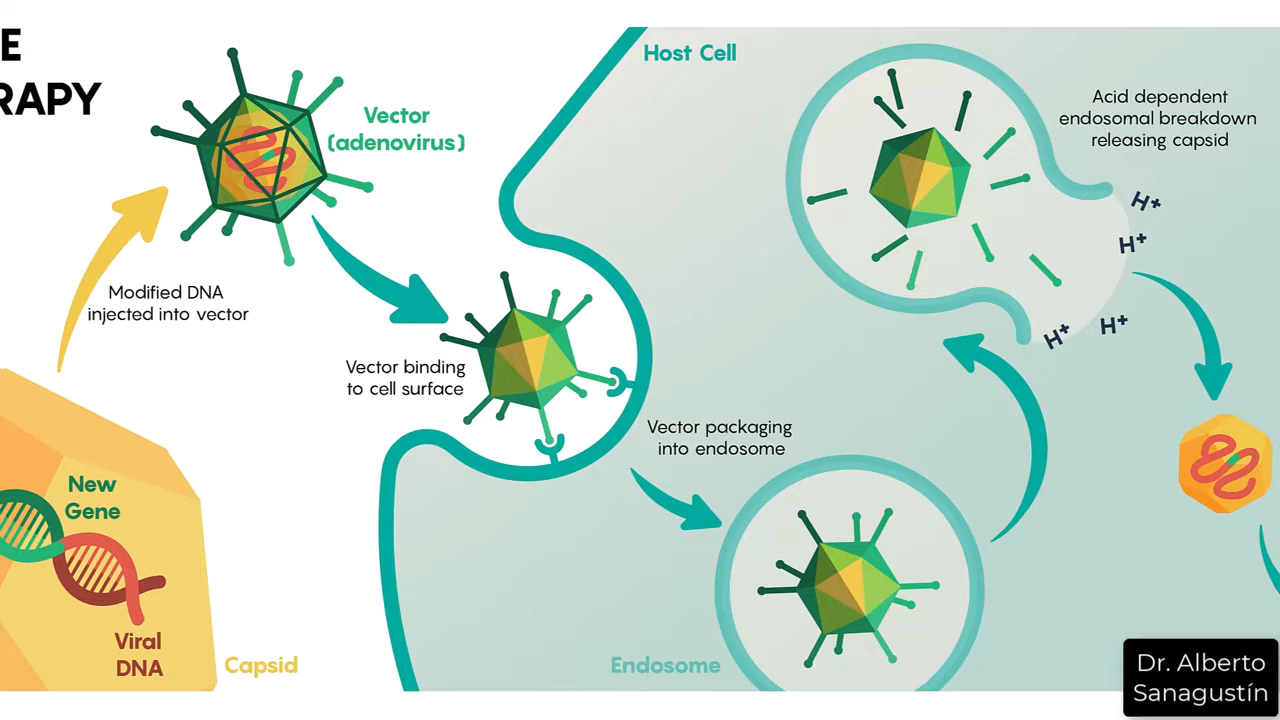 E
RAPY
Vector
(adenovirus)
Modified DNA
injected into vector
New
Gene
Viral
DNA
Capsid
Host Cell
Vector binding
to cell surface
Vector packaging
into endosome
Endosome
Acid dependent
endosomal breakdown
releasing capsid
H+
H+
H+
H+
Dr. Alberto
Sanagustín